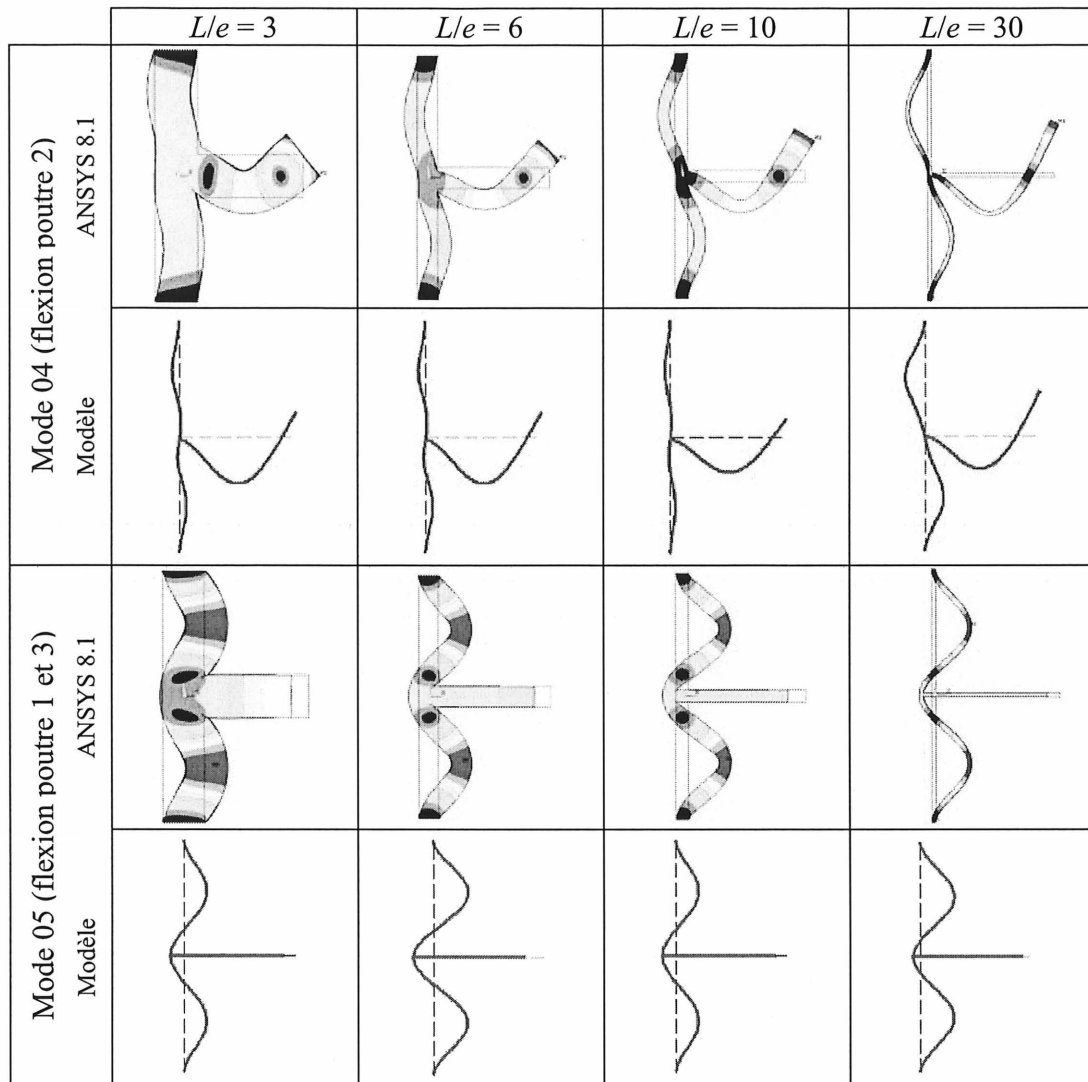 L/e = 3
L/e = 6
L/e = 10
L/e = 30
Mode 04 (flexion poutre 2)
ANSYS 8.1
Modèle
Mode 05 (flexion poutre 1 et 3)
ANSYS 8.1
Modèle